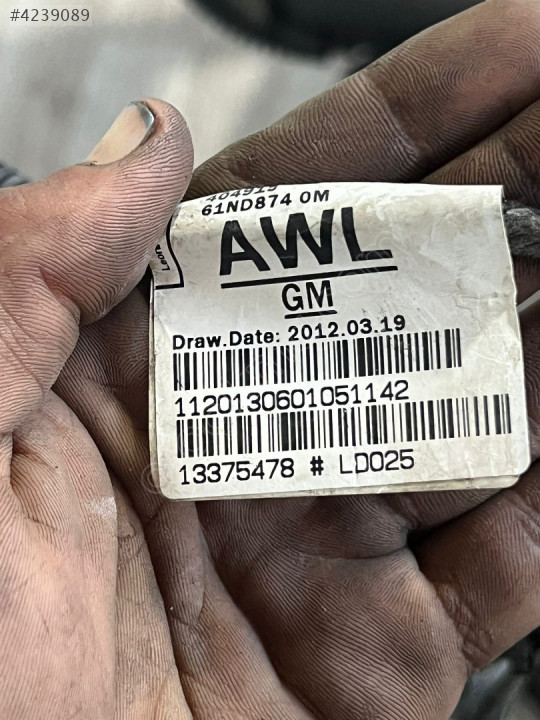 #4239089
61ND874 0M
AWL
GM
Draw.Date: 2012.03.19
1120130601051142
13375478 # LD025